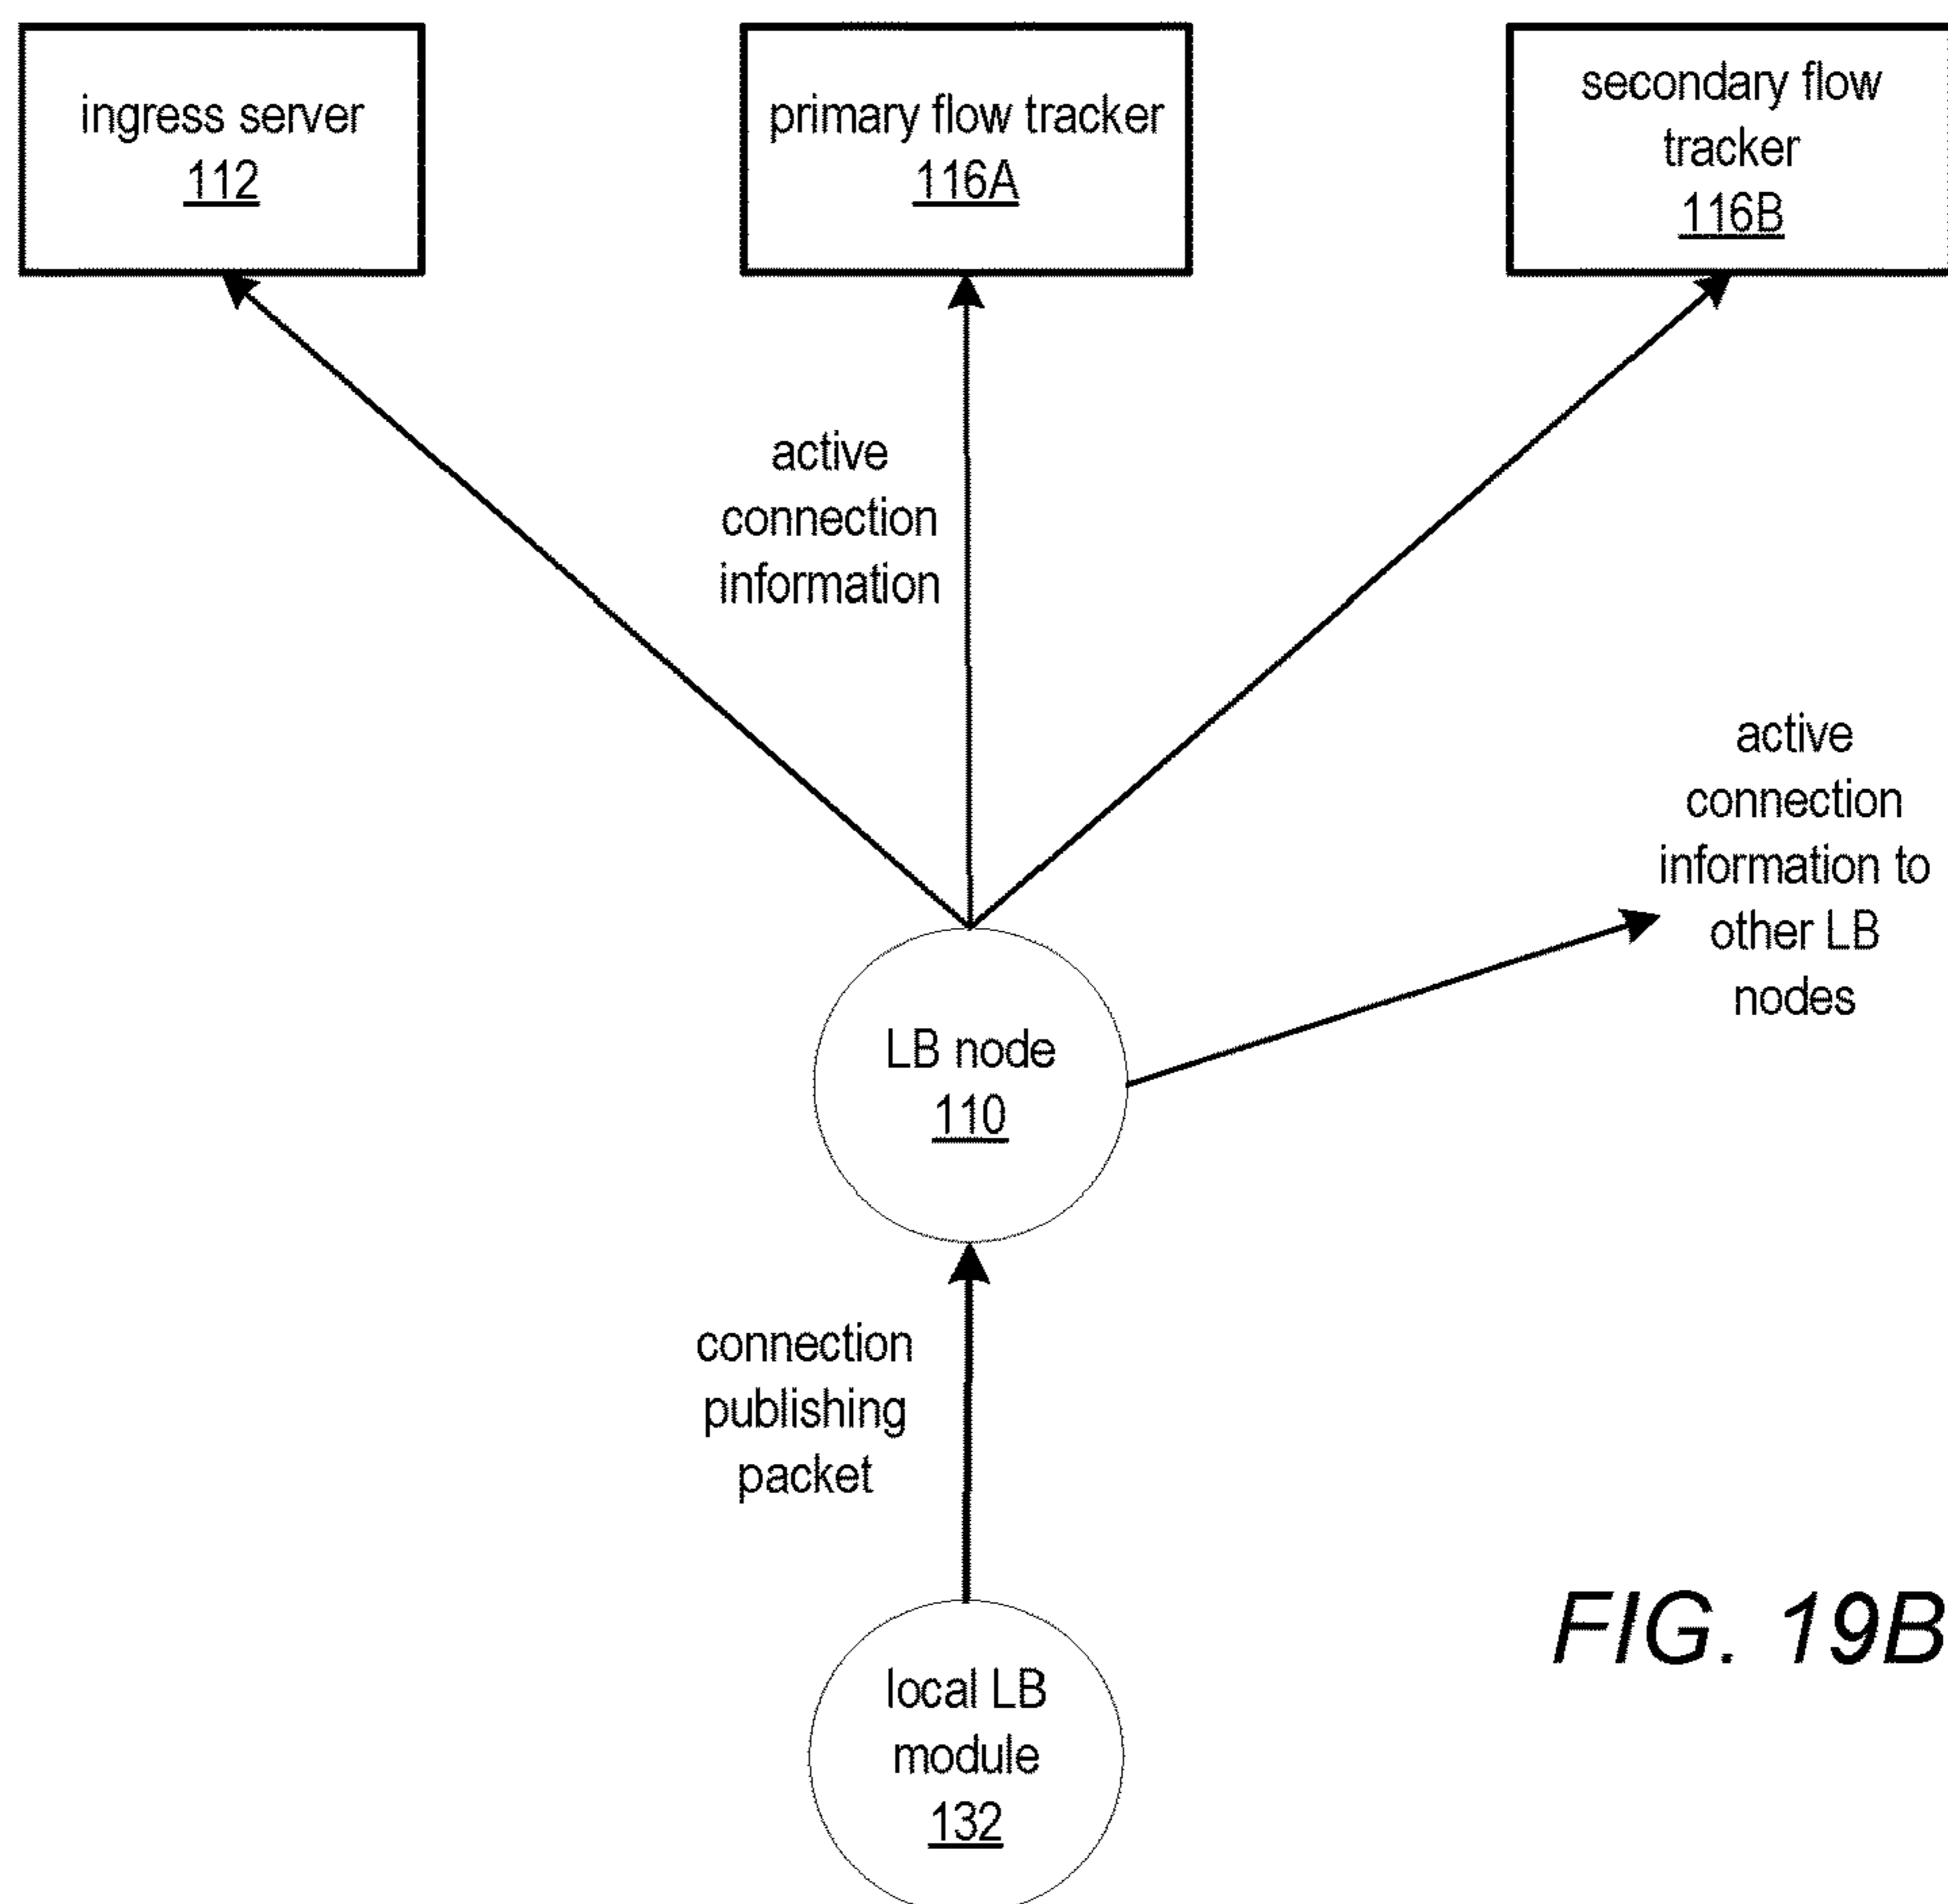 ingress server
112
primary flow tracker
116A
secondary flow
tracker
116B
active
connection
information
active
connection
information to
other LB
nodes
LB node
110
connection
publishing
packet
local LB
module
132
FIG. 19B